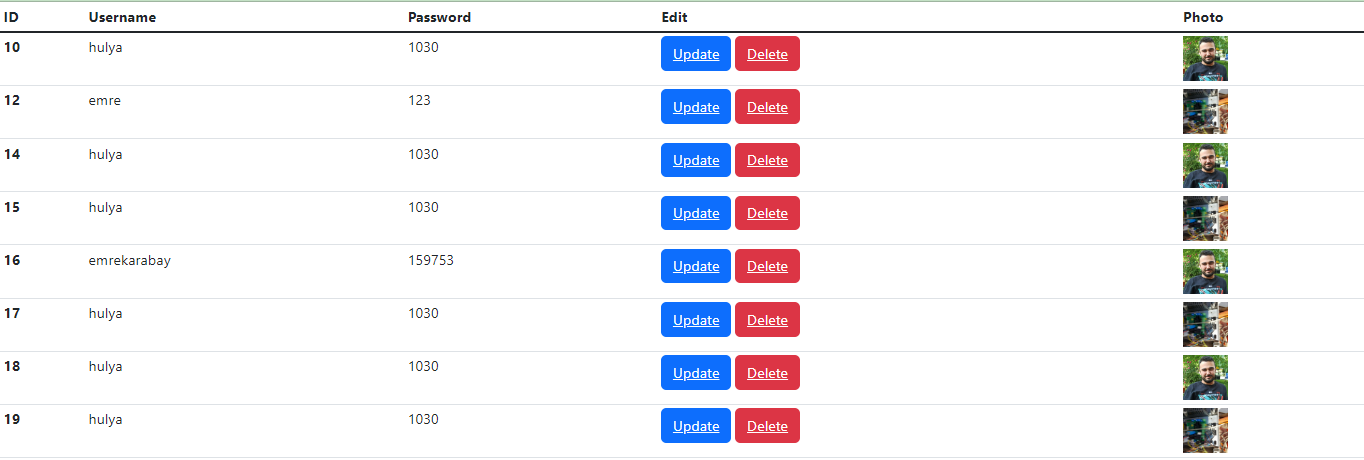 ID Username Password Edit Photo
10 hulya 1030 Update Delete
12 emre 123 Update Delete
14 hulya 1030 Update Delete
15 hulya 1030 Update Delete
16 emrekarabay 159753 Update Delete
17 hulya 1030 Update Delete
18 hulya 1030 Update Delete
19 hulya 1030 Update Delete